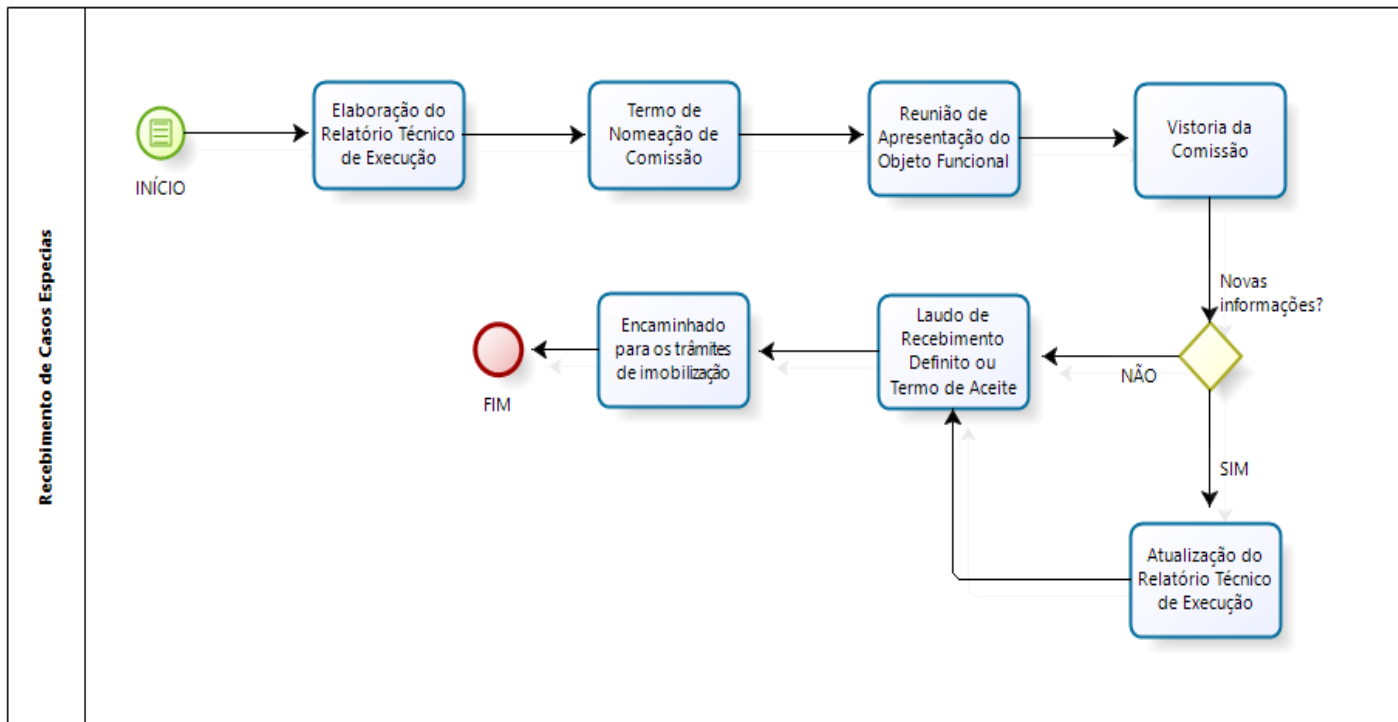 Recebimento de Casos Especias
INÍCIO
Elaboração do
Relatório Técnico
de Execução
Termo de
Nomeação de
Comissão
Reunião de
Apresentação do
Objeto Funcional
Vistoria da
Comissão
Novas
informações?
NÃO
SIM
Atualização do
Relatório Técnico
de Execução
Laudo de
Recebimento
Definito ou
Termo de Aceite
Encaminhado
para os trâmites
de imobilização
FIM